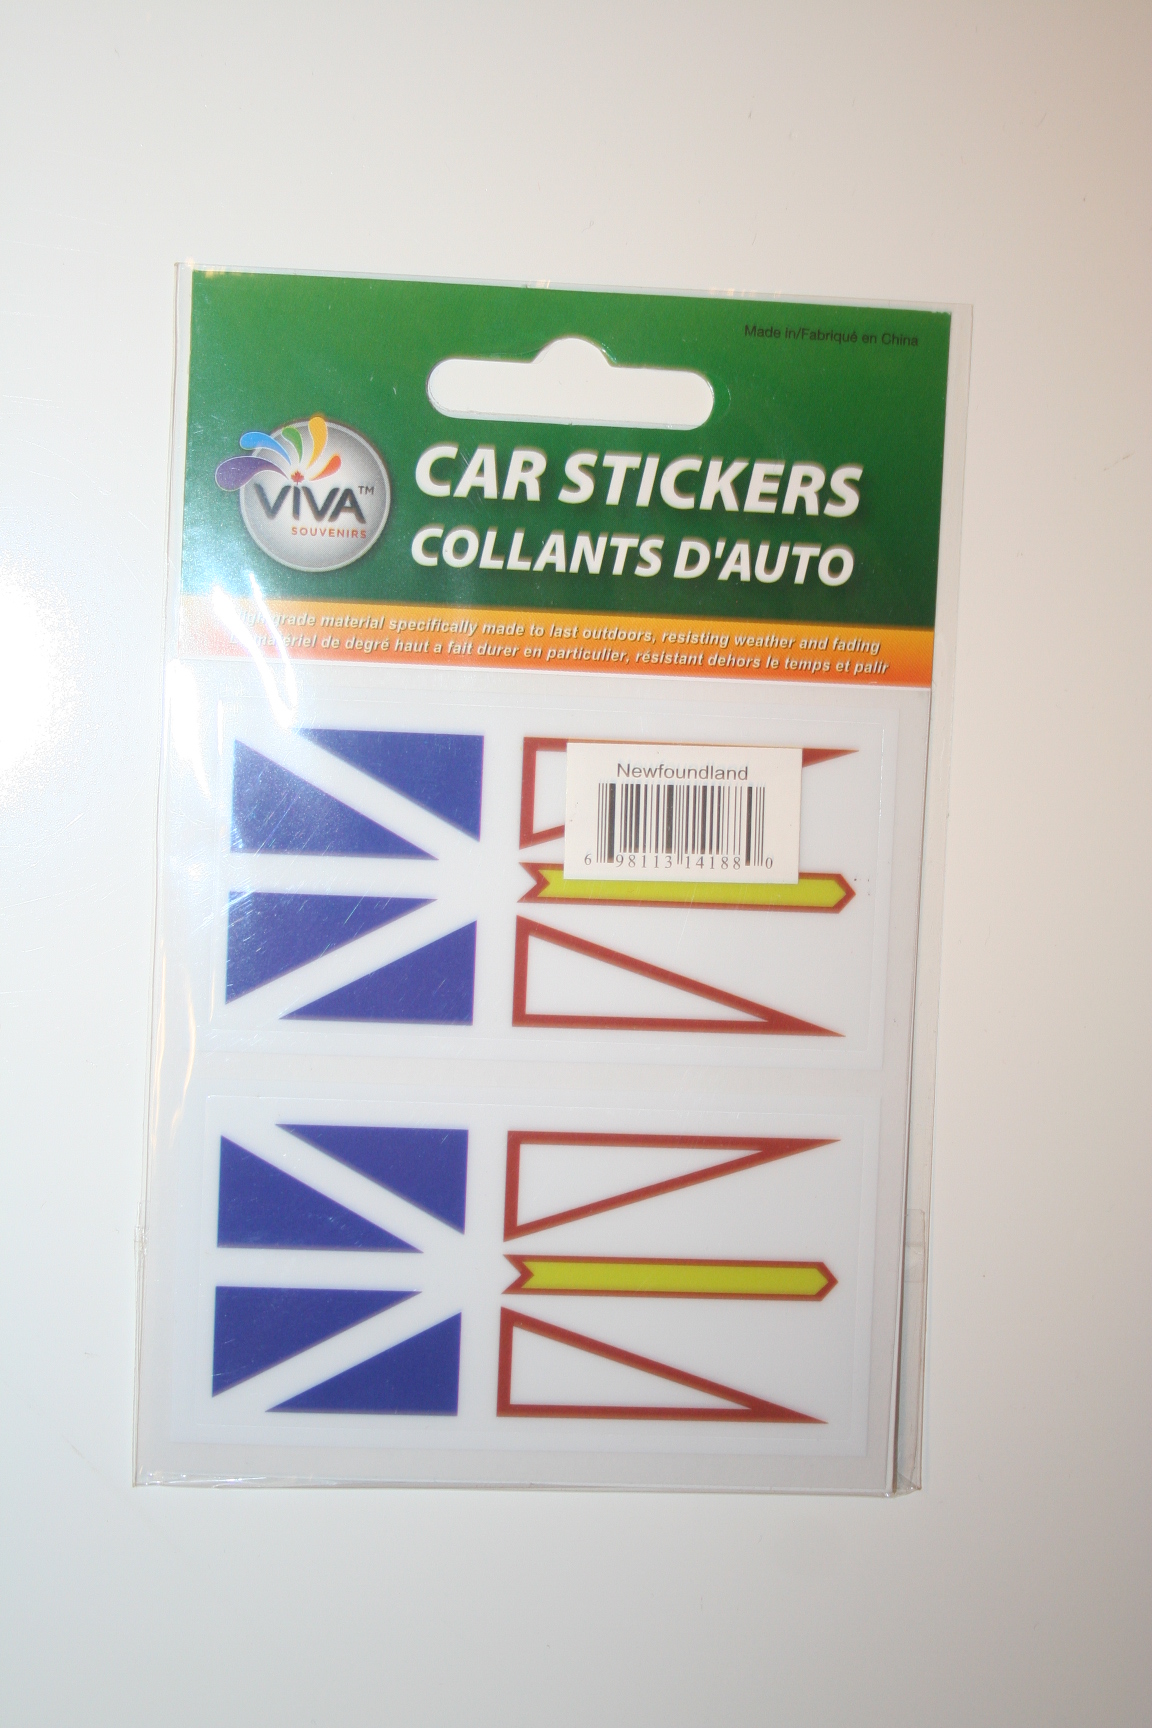 Made in/Fabriqué en China
VIVA™
SOUVENIRS
CAR STICKERS
COLLANTS D'AUTO
grade material specifically made to last outdoors, resisting weather and fading
matériel de degré haut a fait durer en particulier, résistant dehors le temps et palir
Newfoundland
6 98113 14188 0